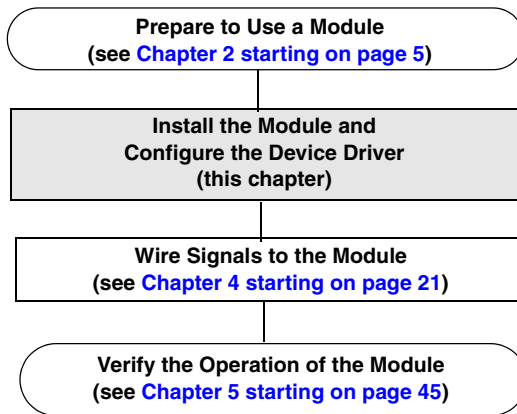 Prepare to Use a Module
(see Chapter 2 starting on page 5)
Install the Module and
Configure the Device Driver
(this chapter)
Wire Signals to the Module
(see Chapter 4 starting on page 21)
Verify the Operation of the Module
(see Chapter 5 starting on page 45)